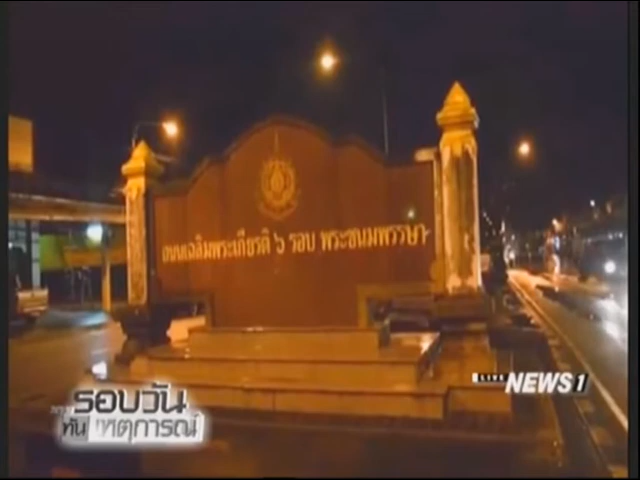 ถนนเฉลิมพระเกียรติ ๖ รอบ พระชนมพรรษา
LIVE NEWS1
รอบวัน
ทัน เหตุการณ์